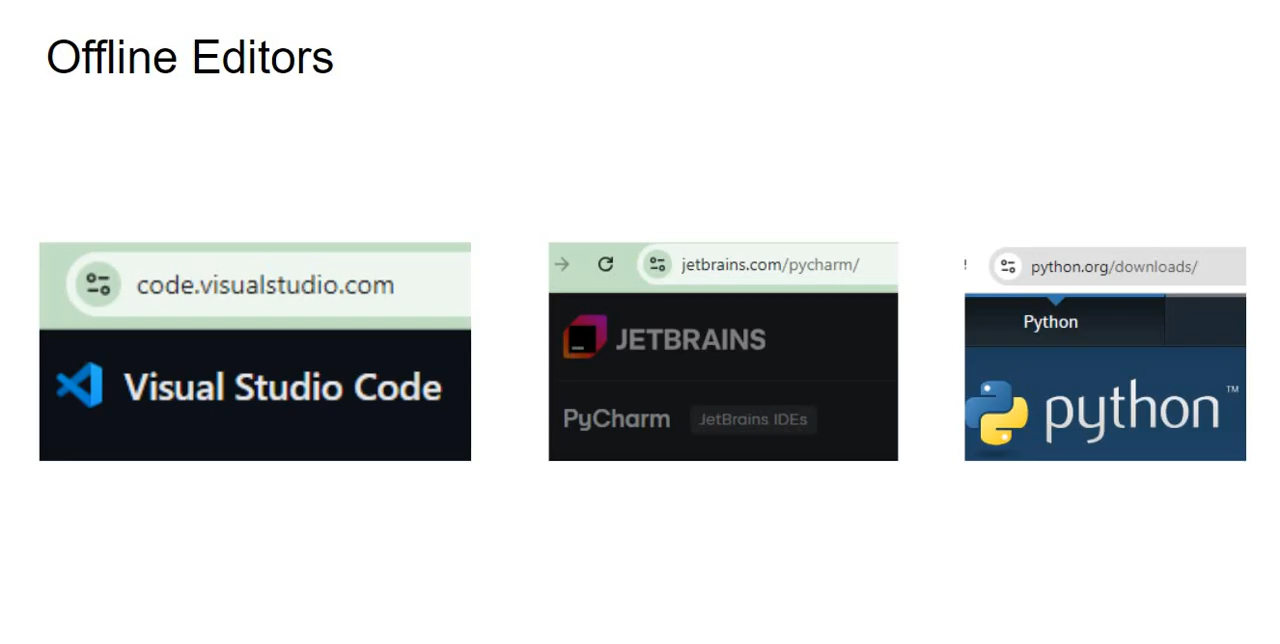 Offline Editors
code.visualstudio.com
Visual Studio Code
jetbrains.com/pycharm/
JETBRAINS
PyCharm JetBrains IDEs
python.org/downloads/
Python
python™